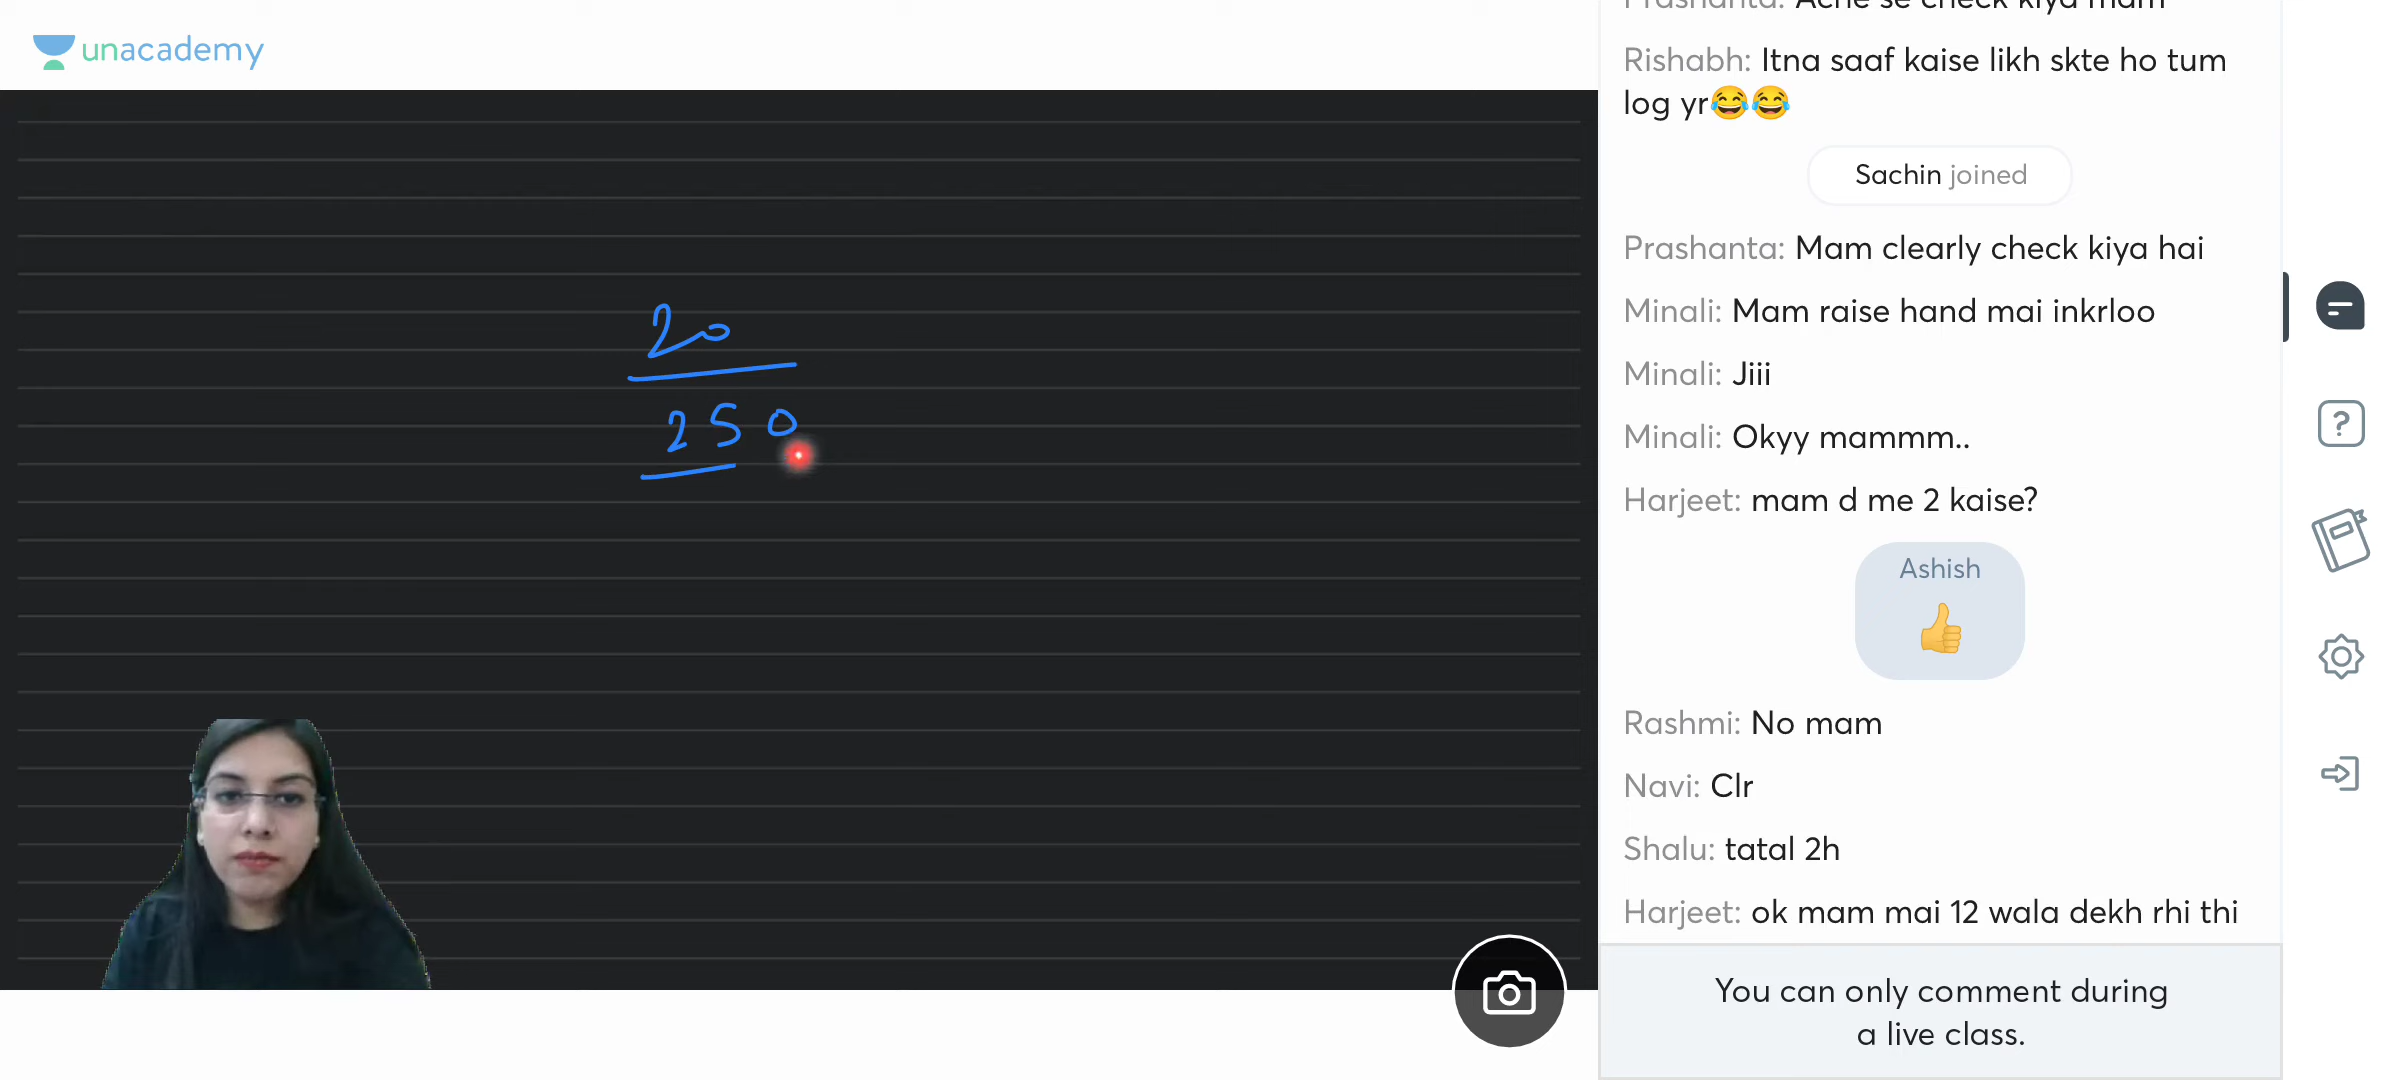 unacademy
20
250
Rishabh: Itna saaf kaise likh skte ho tum
log yr😂😂
Sachin joined
Prashanta: Mam clearly check kiya hai
Minali: Mam raise hand mai inkrloo
Minali: Jiii
Minali: Okyy mammm..
Harjeet: mam d me 2 kaise?
Ashish
👍
Rashmi: No mam
Navi: Clr
Shalu: tatal 2h
Harjeet: ok mam mai 12 wala dekh rhi thi
You can only comment during
a live class.